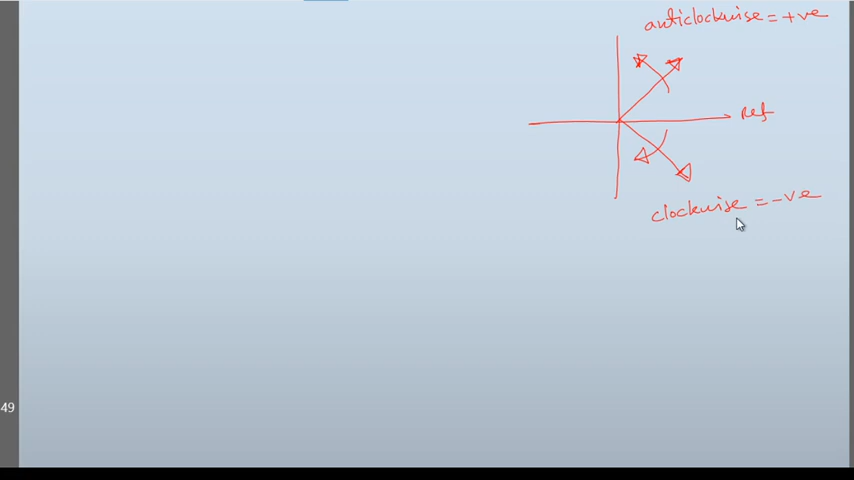 anticlockwise = +ve
Ref
clockwise = -ve
49